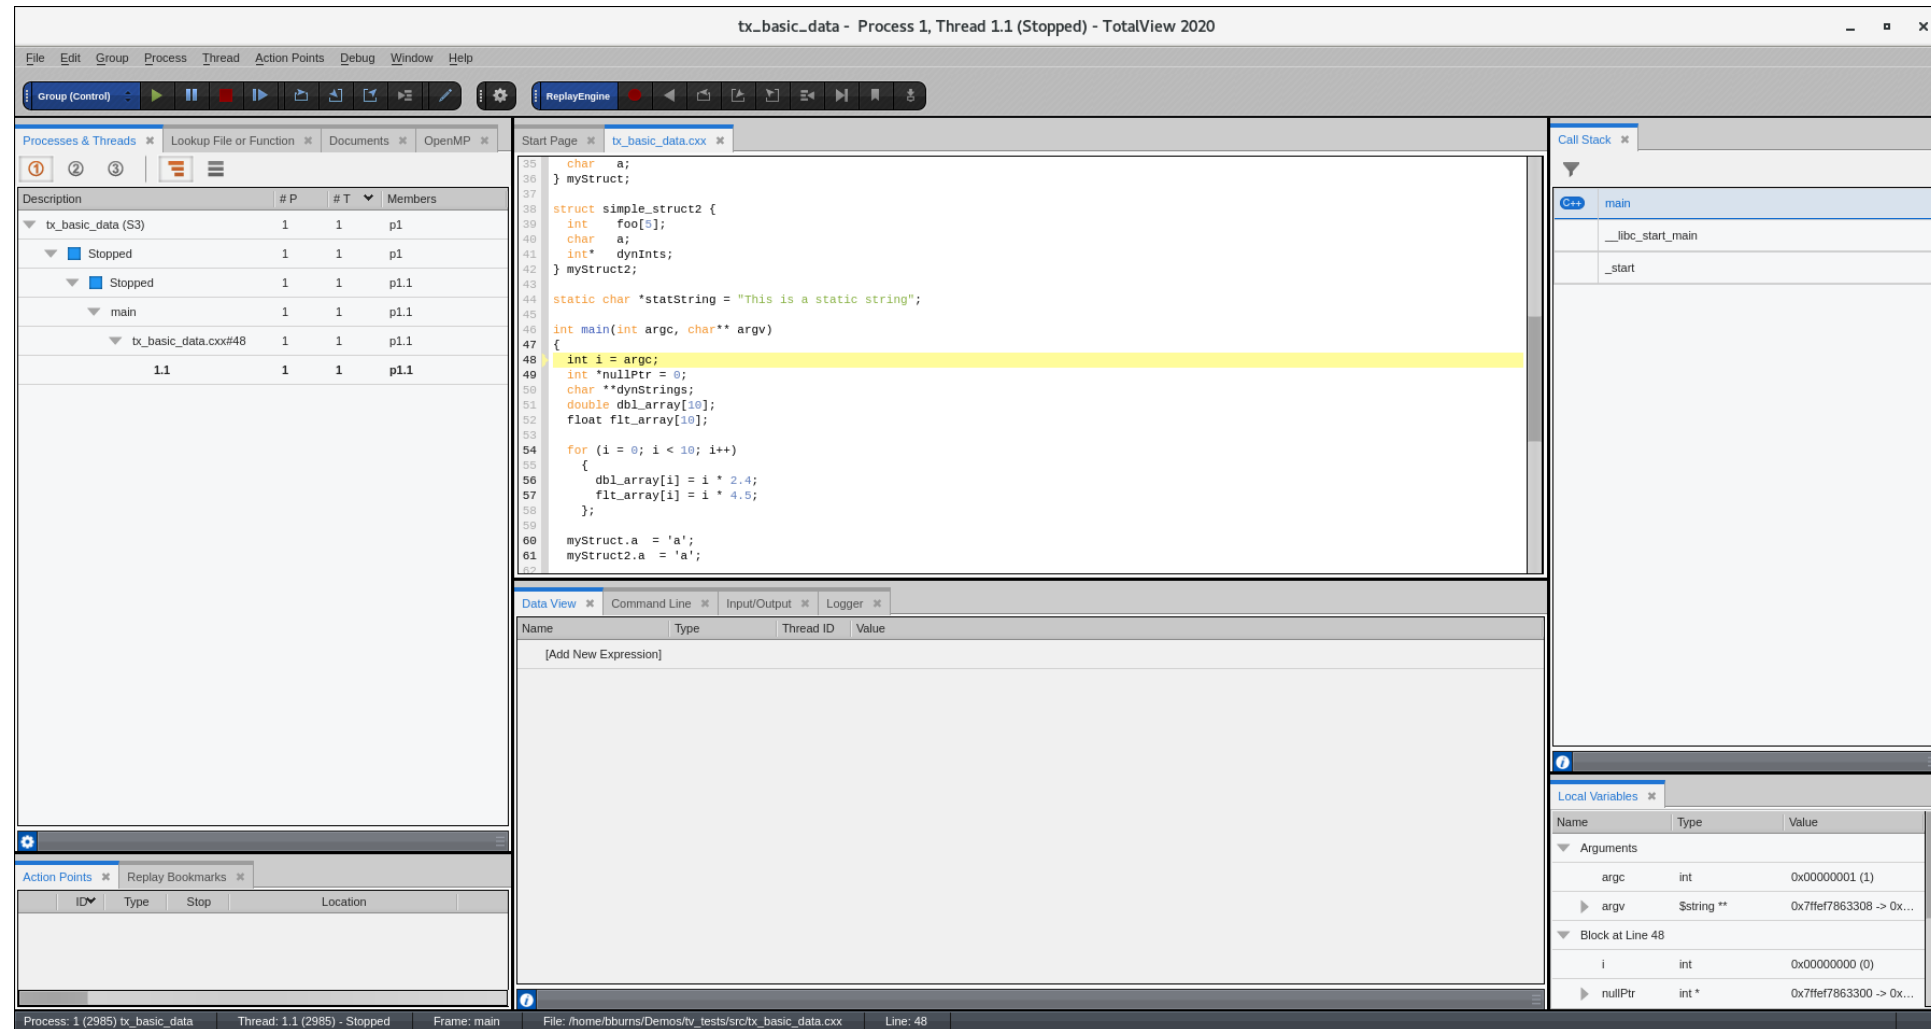 tx_basic_data - Process 1, Thread 1.1 (Stopped) - TotalView 2020
File Edit Group Process Thread Action Points Debug Window Help
Group (Control) ReplayEngine
Processes & Threads Lookup File or Function Documents OpenMP
1 2 3
Description # P # T Members
tx_basic_data (S3) 1 1 p1
Stopped 1 1 p1
Stopped 1 1 p1.1
main 1 1 p1.1
tx_basic_data.cxx#48 1 1 p1.1
1.1 1 1 p1.1
Action Points Replay Bookmarks
ID Type Stop Location
Start Page tx_basic_data.cxx
35 char a;
36 } myStruct;
37
38 struct simple_struct2 {
39 int foo[5];
40 char a;
41 int* dynInts;
42 } myStruct2;
43
44 static char *statString = "This is a static string";
45
46 int main(int argc, char** argv)
47 {
48 int i = argc;
49 int *nullPtr = 0;
50 char **dynStrings;
51 double dbl_array[10];
52 float flt_array[10];
53
54 for (i = 0; i < 10; i++)
55 {
56 dbl_array[i] = i * 2.4;
57 flt_array[i] = i * 4.5;
58 };
59
60 myStruct.a = 'a';
61 myStruct2.a = 'a';
62
Data View Command Line Input/Output Logger
Name Type Thread ID Value
[Add New Expression]
Call Stack
C++ main
__libc_start_main
_start
Local Variables
Name Type Value
Arguments
argc int 0x00000001 (1)
argv $string ** 0x7ffef7863308 -> 0x...
Block at Line 48
i int 0x00000000 (0)
nullPtr int * 0x7ffef7863300 -> 0x...
Process: 1 (2985) tx_basic_data Thread: 1.1 (2985) - Stopped Frame: main File: /home/bburns/Demos/tv_tests/src/tx_basic_data.cxx Line: 48